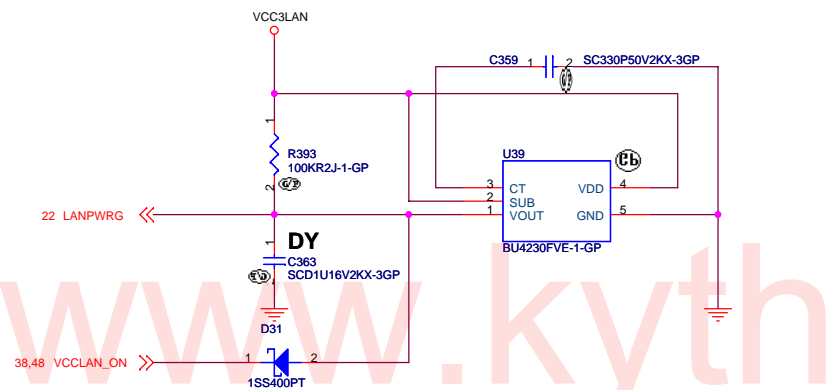 VCC3LAN
C359 1 2 SC330P50V2KX-3GP
1
R393
100KR2J-1-GP
2
U39
3 CT VDD 4
2 SUB
1 VOUT GND 5
BU4230FVE-1-GP
22 LANPWRG
1
DY
C363
SCD1U16V2KX-3GP
D31
38,48 VCCLAN_ON
1 2
1SS400PT
www.kyth